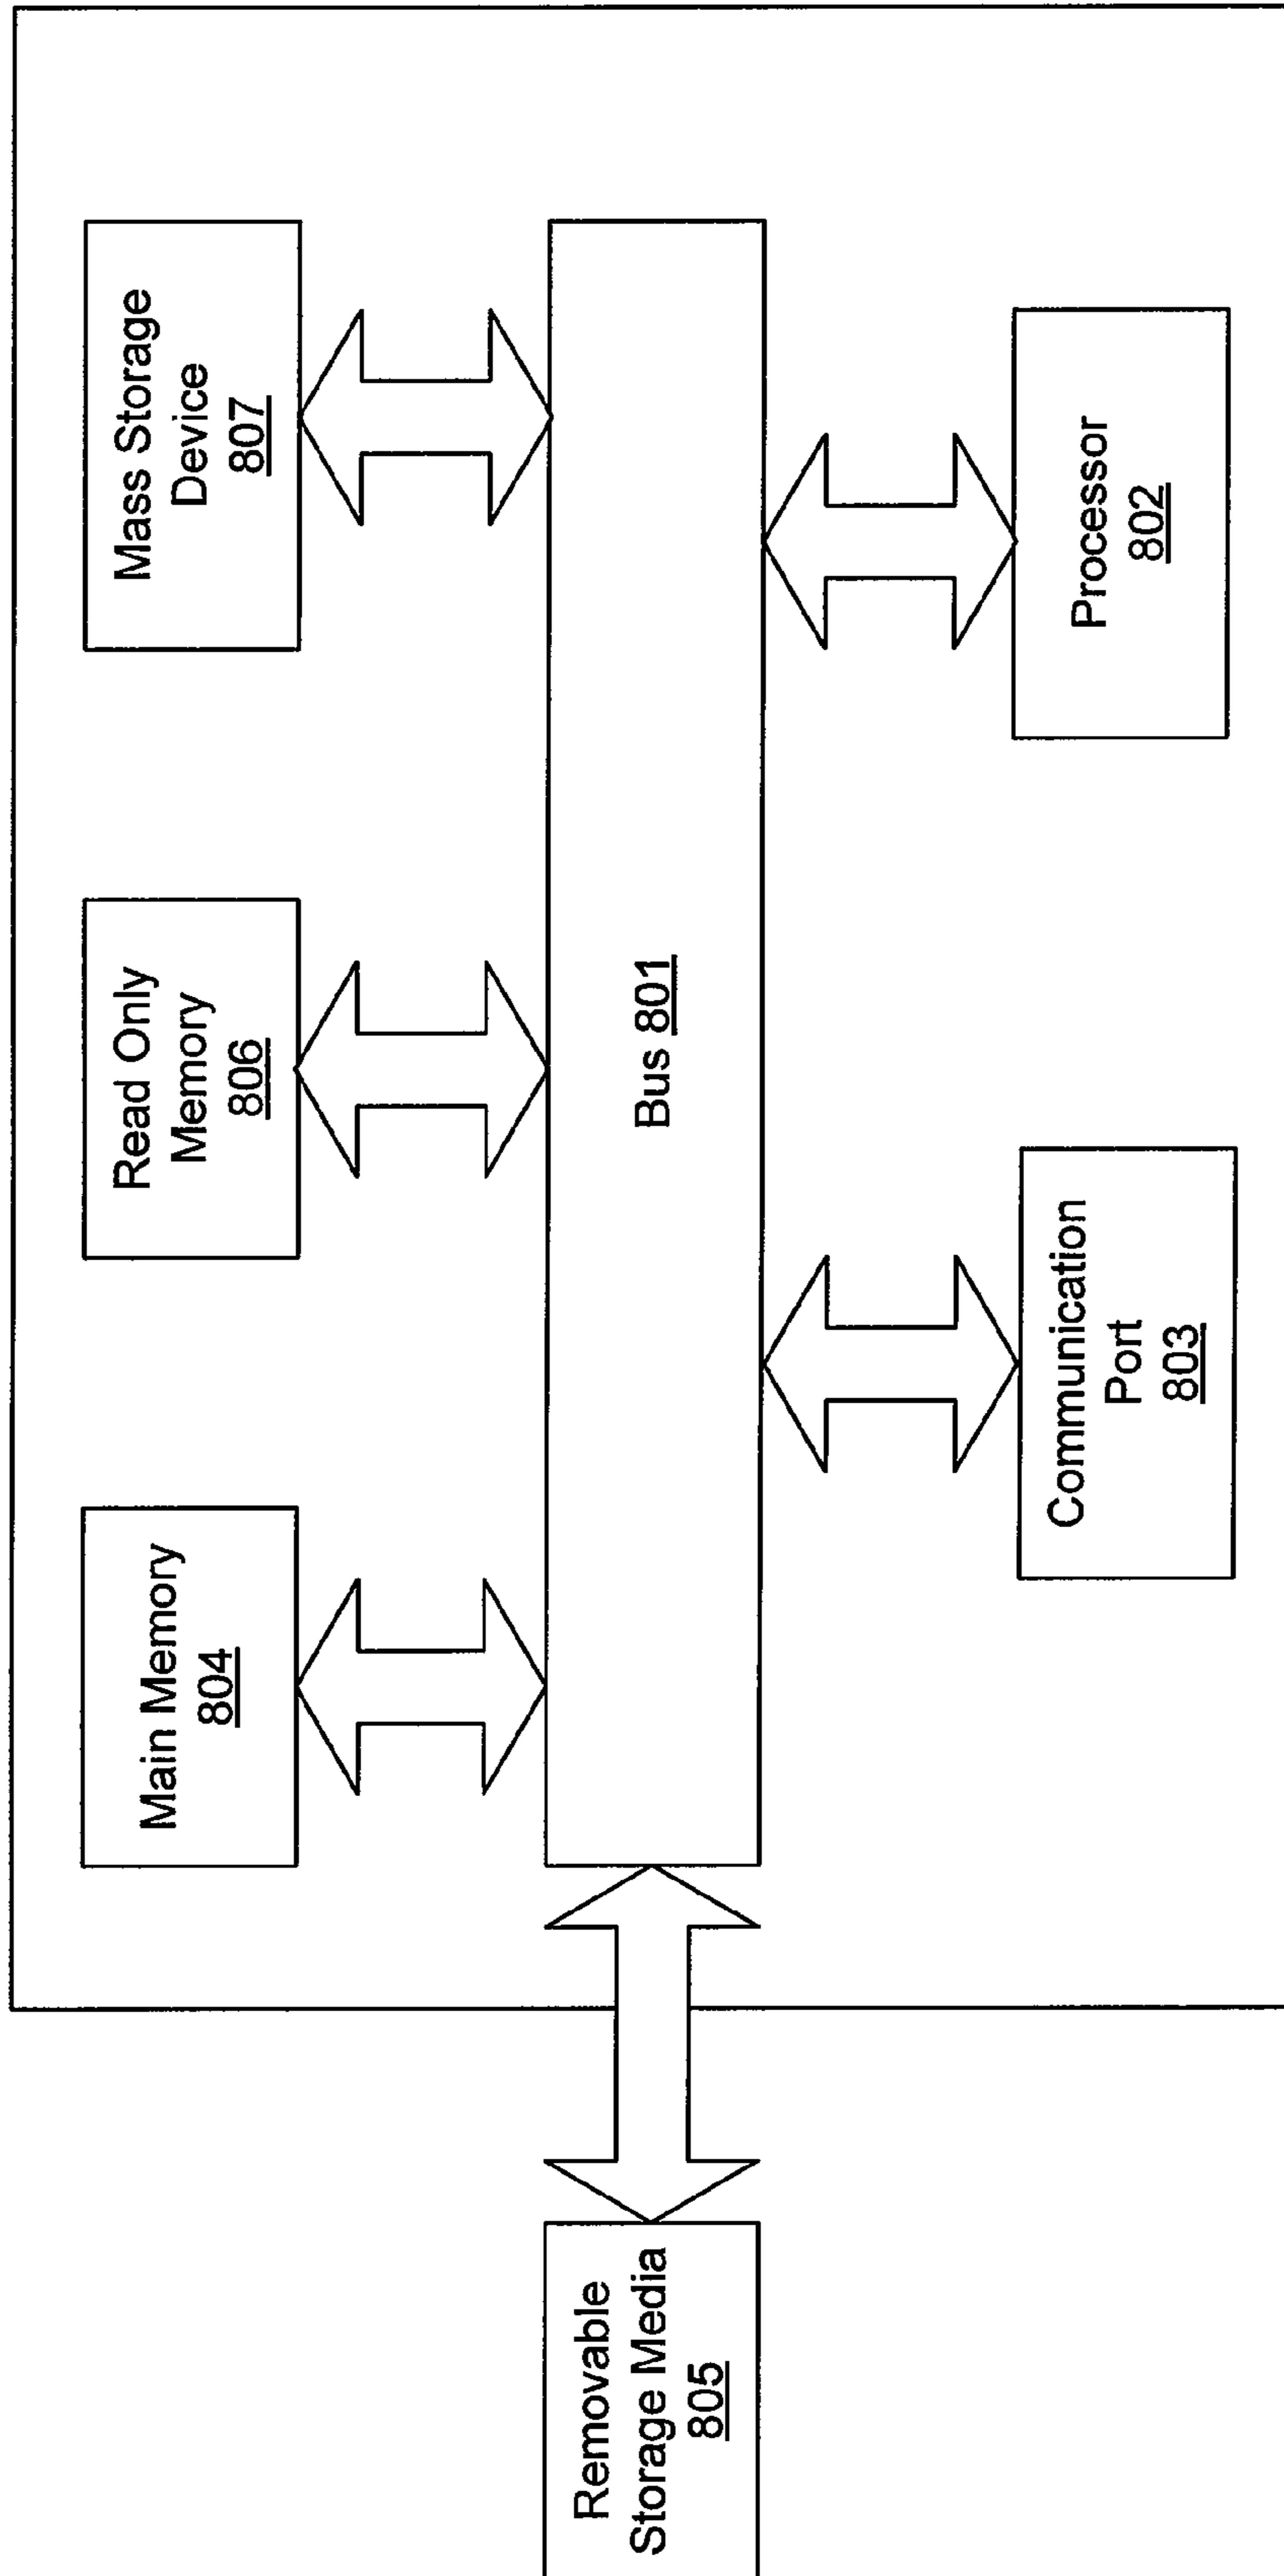 Main Memory
804
Read Only
Memory
806
Mass Storage
Device
807
Removable
Storage Media
805
Bus 801
Communication
Port
803
Processor
802